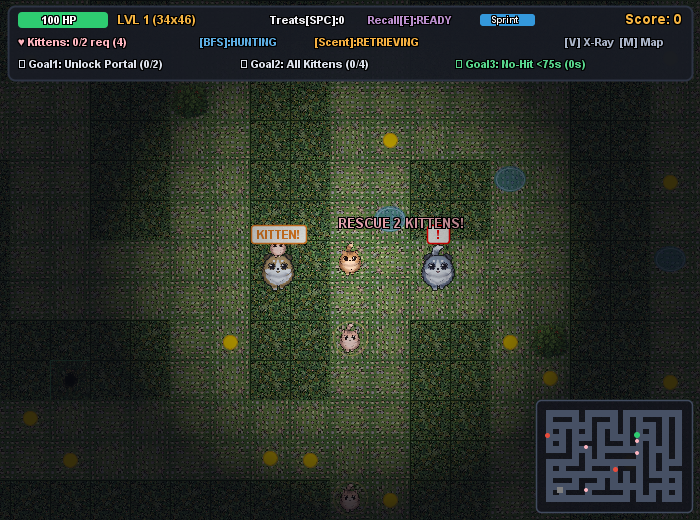 100 HP LVL 1 (34x46) Treats[SPC]:0 Recall[E]:READY Sprint Score: 0
♥ Kittens: 0/2 req (4) [BFS]:HUNTING [Scent]:RETRIEVING [V] X-Ray [M] Map
□ Goal1: Unlock Portal (0/2) □ Goal2: All Kittens (0/4) □ Goal3: No-Hit <75s (0s)
RESCUE 2 KITTENS!
KITTEN! !